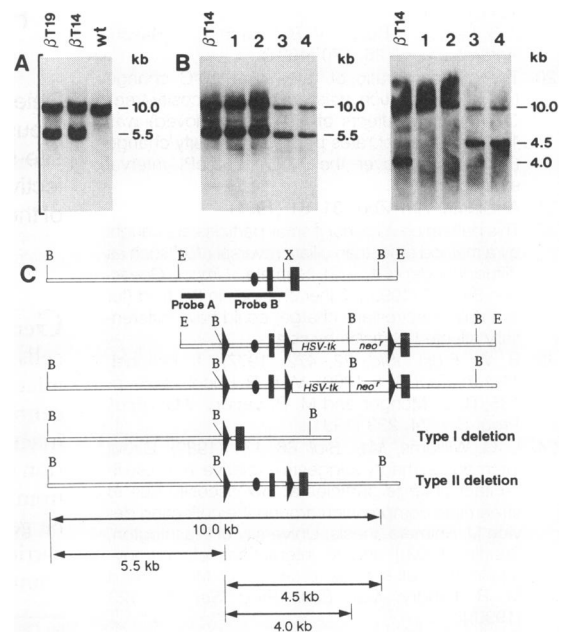 A
βT19 βT14 wt
kb
10.0
5.5
B
βT14 1 2 3 4
kb
10.0
5.5
βT14 1 2 3 4
kb
10.0
4.5
4.0
C
B E X B E
Probe A Probe B
E B B B E
HSV-tk neoʳ
B B B B
HSV-tk neoʳ
B B B
Type I deletion
B B B
Type II deletion
10.0 kb
5.5 kb
4.5 kb
4.0 kb